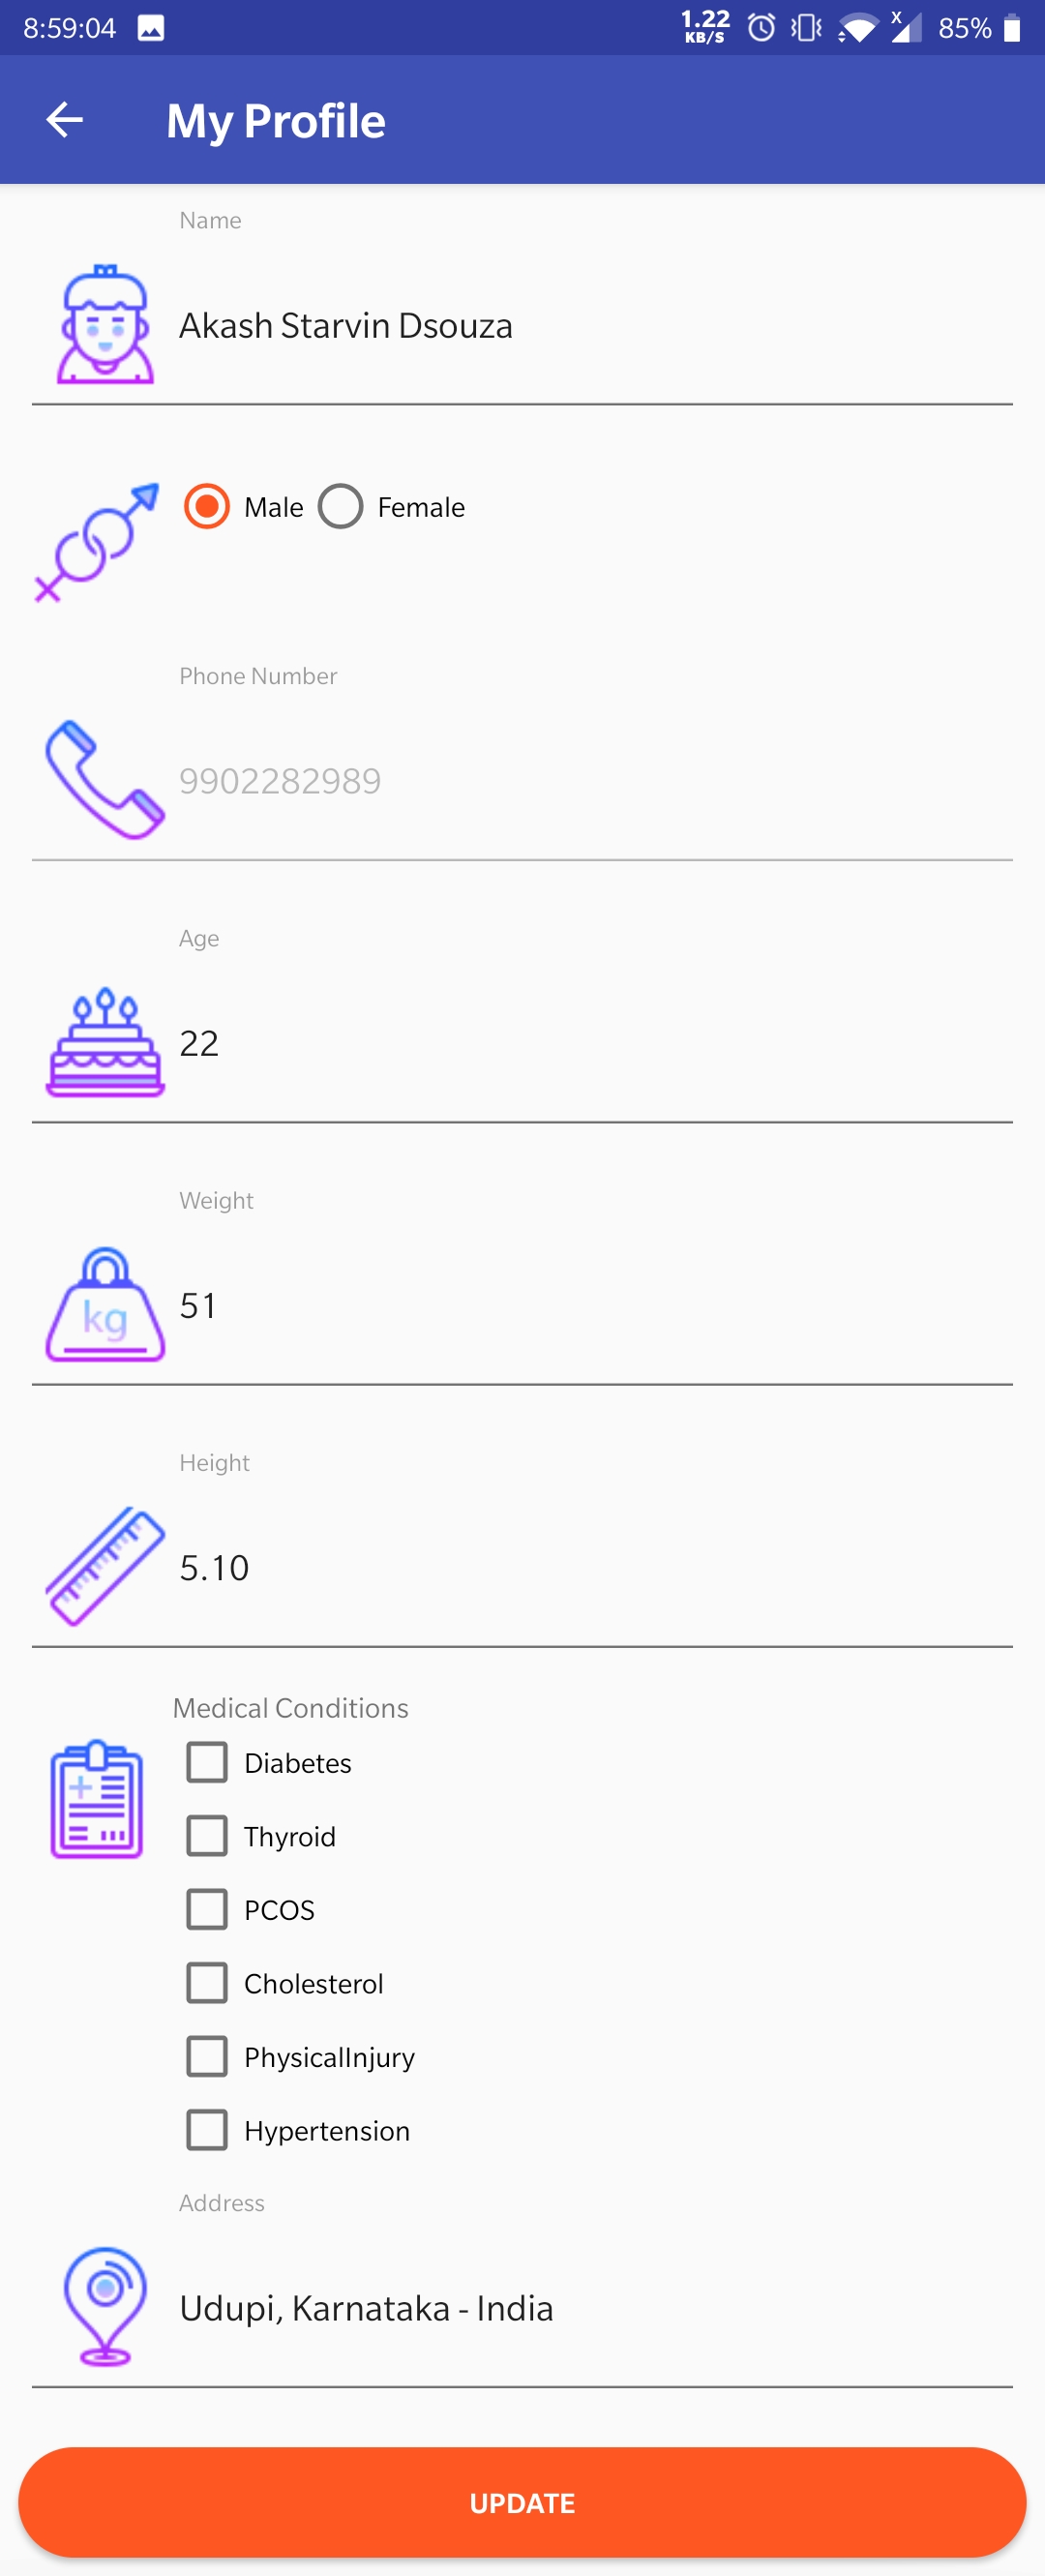 8:59:04 1.22 KB/S X 85%
My Profile
Name
Akash Starvin Dsouza
Male Female
Phone Number
9902282989
Age
22
Weight
kg 51
Height
5.10
Medical Conditions
Diabetes
Thyroid
PCOS
Cholesterol
PhysicalInjury
Hypertension
Address
Udupi, Karnataka - India
UPDATE